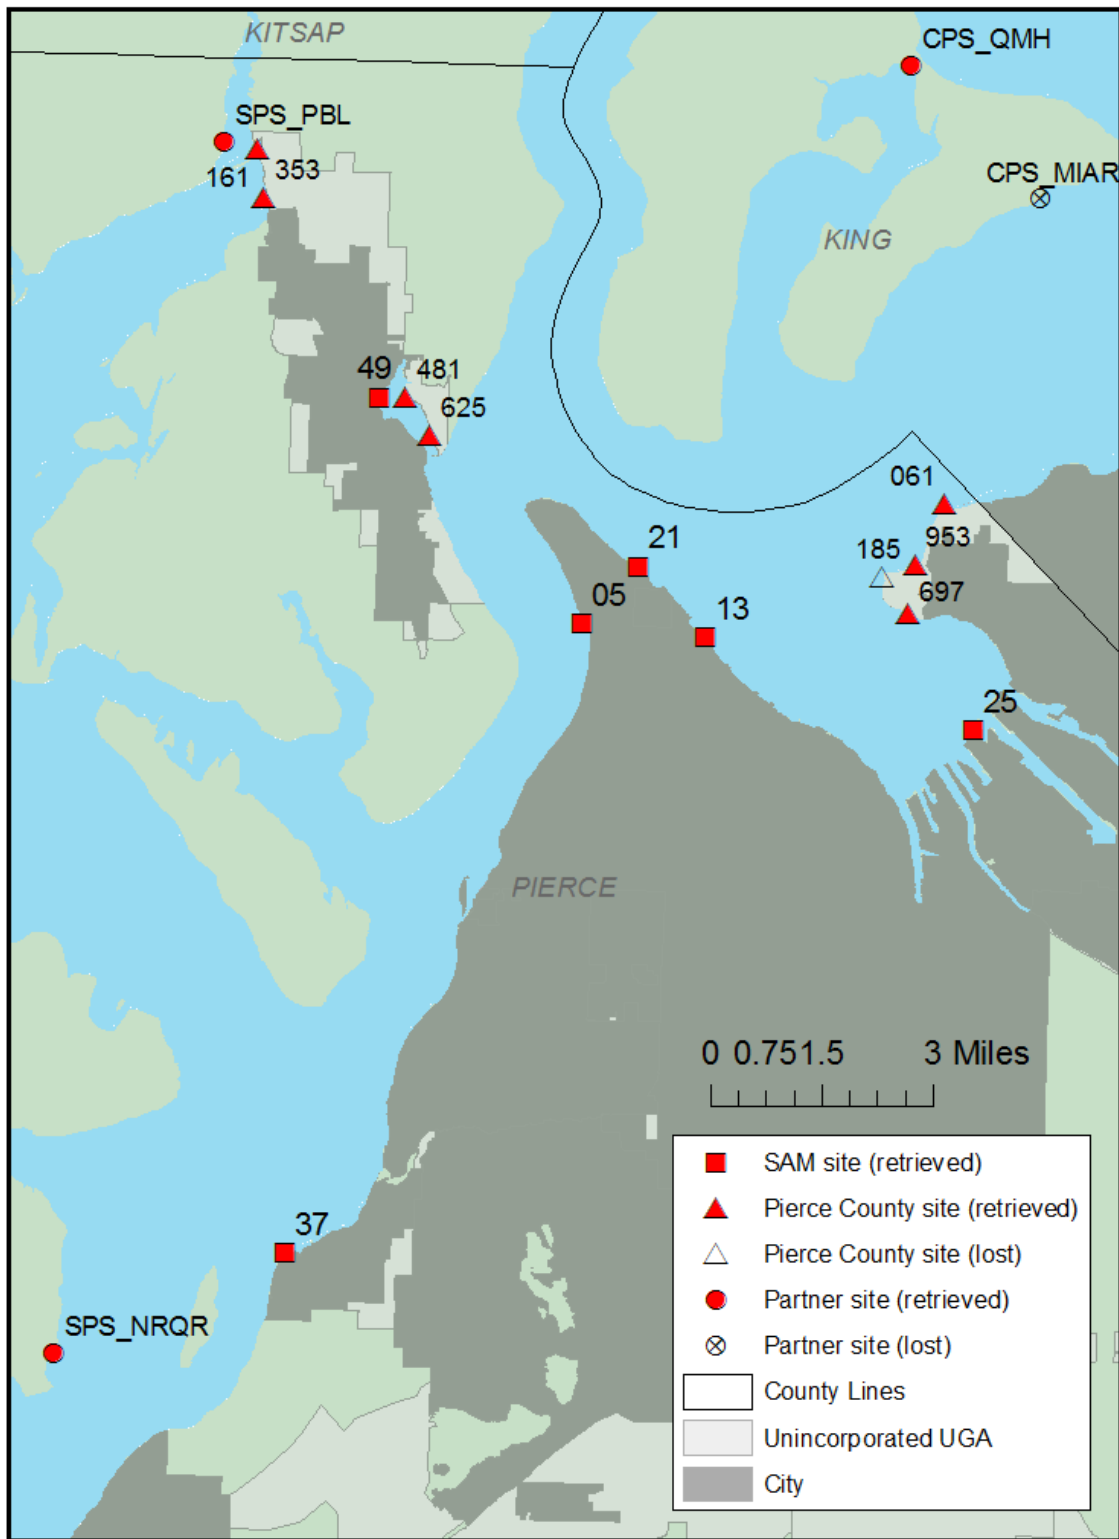 KITSAP
CPS_QMH
SPS_PBL
353
161
CPS_MIAR
KING
49
481
625
061
953
185
697
21
05
13
25
PIERCE
0 0.75 1.5 3 Miles
37
SPS_NRQR
SAM site (retrieved)
Pierce County site (retrieved)
Pierce County site (lost)
Partner site (retrieved)
Partner site (lost)
County Lines
Unincorporated UGA
City